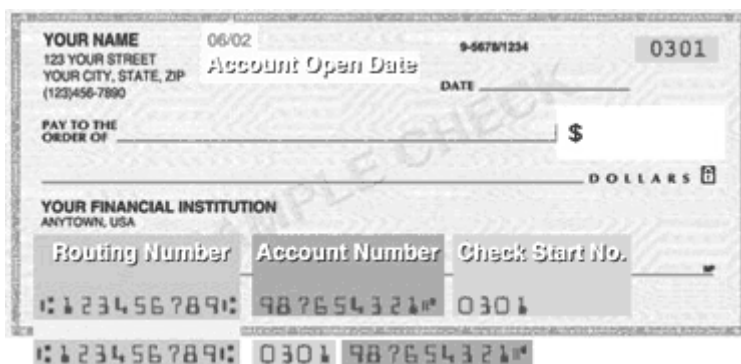 YOUR NAME 06/02 9-5678/1234 0301
123 YOUR STREET Account Open Date
YOUR CITY, STATE, ZIP
(123)456-7890 DATE
PAY TO THE
ORDER OF $
DOLLARS
SAMPLE CHECK
YOUR FINANCIAL INSTITUTION
ANYTOWN, USA
Routing Number Account Number Check Start No.
MP
⑆123456789⑆ 987654321⑈ 0301
⑆123456789⑆ 0301 987654321⑈